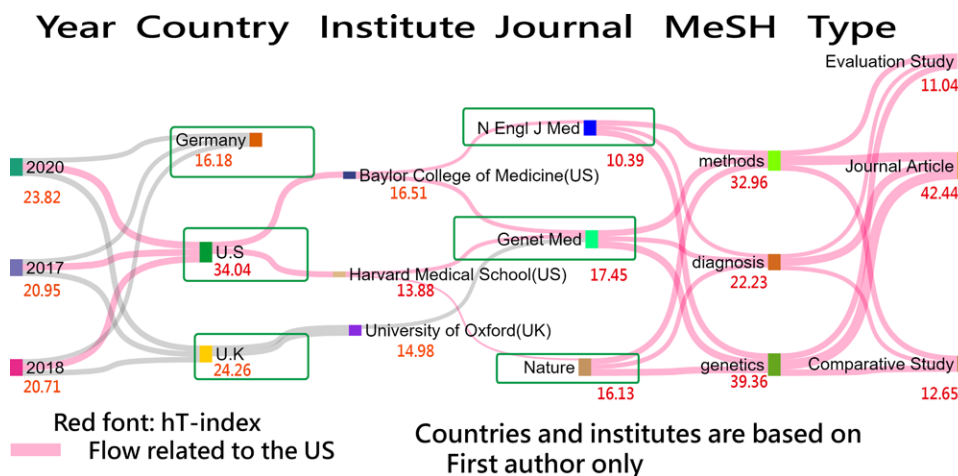 Year Country Institute Journal MeSH Type
Evaluation Study
11.04
N Engl J Med
10.39
Germany
16.18
2020
23.82
methods
32.96
Journal Article
42.44
Baylor College of Medicine(US)
16.51
Genet Med
17.45
U.S
34.04
2017
20.95
Harvard Medical School(US)
13.88
diagnosis
22.23
University of Oxford(UK)
14.98
U.K
24.26
2018
20.71
Nature
16.13
genetics
39.36
Comparative Study
12.65
Red font: hT-index
Flow related to the US
Countries and institutes are based on
First author only